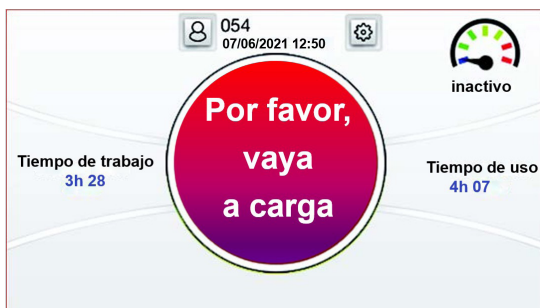 054
07/06/2021 12:50
inactivo
Por favor,
vaya
a carga
Tiempo de trabajo
3h 28
Tiempo de uso
4h 07